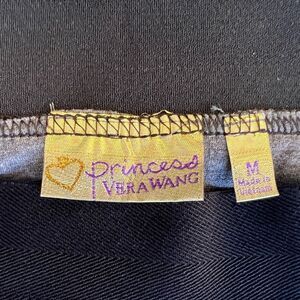 princess
VERA WANG
M
Made in
Vietnam